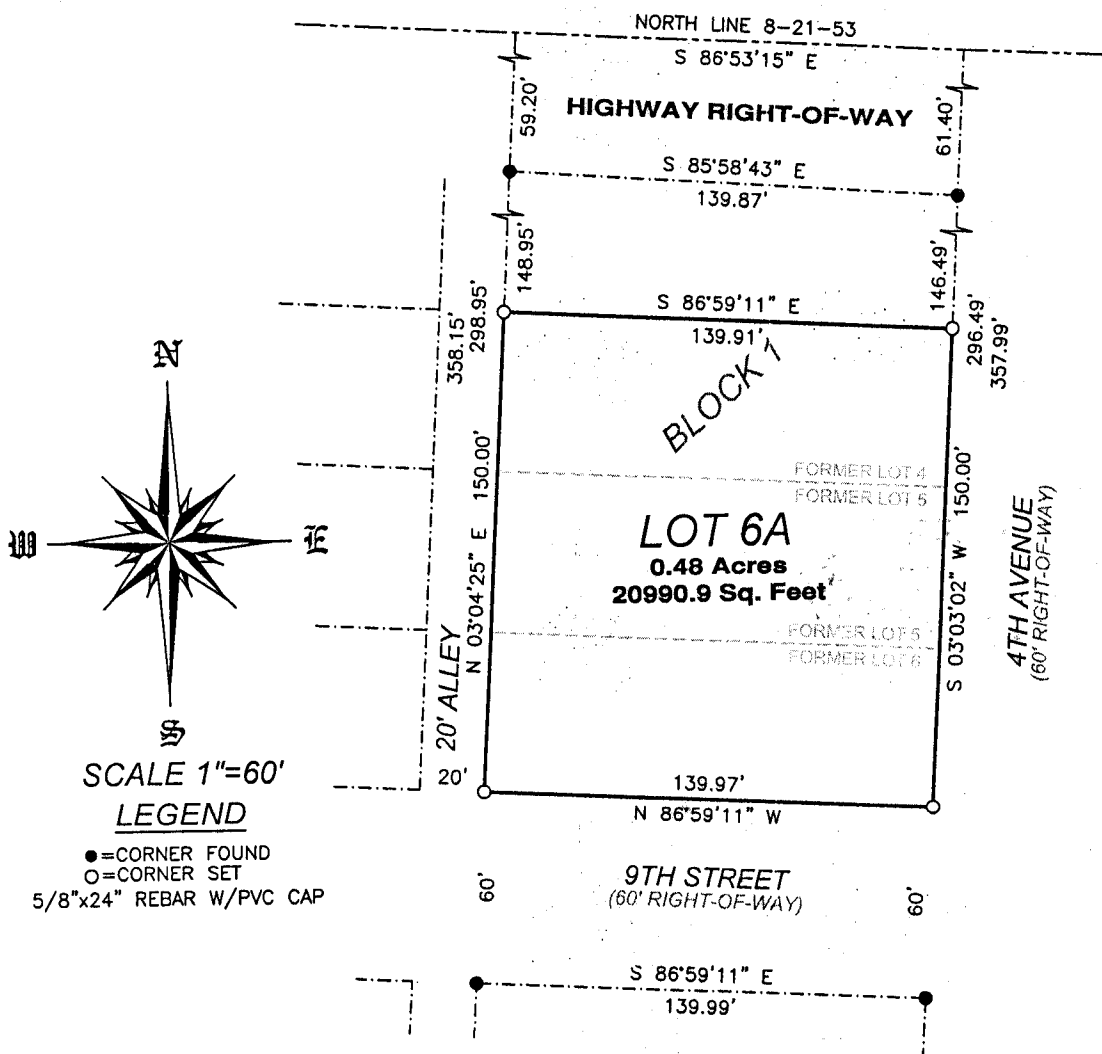 NORTH LINE 8-21-53
S 86°53'15" E
59.20'
HIGHWAY RIGHT-OF-WAY
61.40'
S 85°58'43" E
139.87'
148.95'
146.49'
358.15'
298.95'
S 86°59'11" E
139.91'
296.49'
357.99'
BLOCK 1
N
W
E
S
150.00'
FORMER LOT 4
FORMER LOT 5
150.00'
LOT 6A
0.48 Acres
20990.9 Sq. Feet
N 03°04'25" E
S 03°03'02" W
4TH AVENUE
(60' RIGHT-OF-WAY)
FORMER LOT 5
FORMER LOT 6
20' ALLEY
20'
139.97'
N 86°59'11" W
SCALE 1"=60'
LEGEND
=CORNER FOUND
=CORNER SET
5/8"x24" REBAR W/PVC CAP
60'
9TH STREET
(60' RIGHT-OF-WAY)
60'
S 86°59'11" E
139.99'